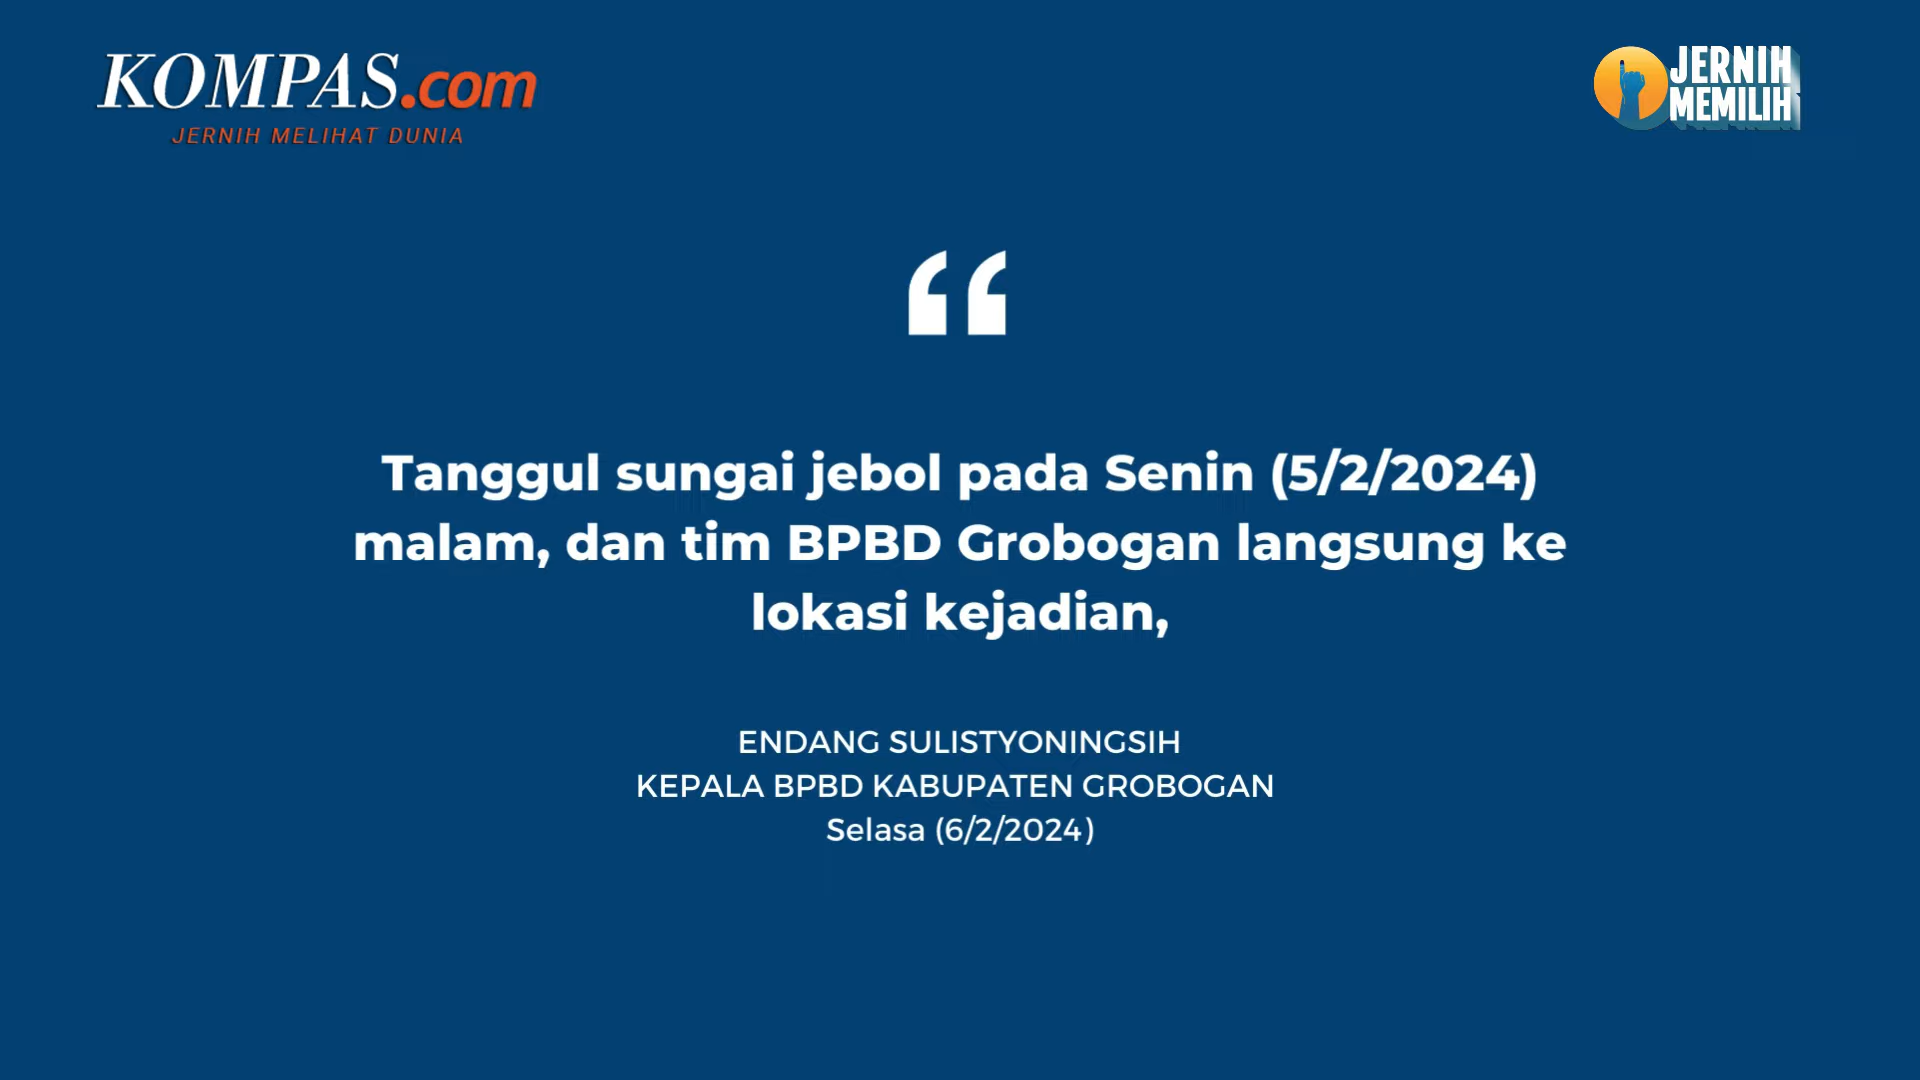 KOMPAS.com
JERNIH MELIHAT DUNIA
JERNIH
MEMILIH
“
Tanggul sungai jebol pada Senin (5/2/2024)
malam, dan tim BPBD Grobogan langsung ke
lokasi kejadian,
ENDANG SULISTYONINGSIH
KEPALA BPBD KABUPATEN GROBOGAN
Selasa (6/2/2024)